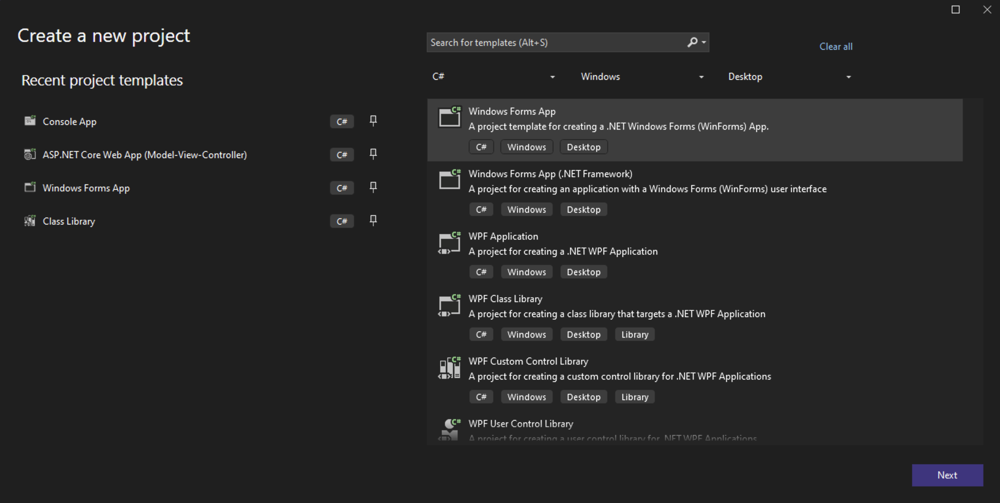 Create a new project
Recent project templates
Console App C#
ASP.NET Core Web App (Model-View-Controller) C#
Windows Forms App C#
Class Library C#
Search for templates (Alt+S)
Clear all
C# Windows Desktop
C#
Windows Forms App
A project template for creating a .NET Windows Forms (WinForms) App.
C# Windows Desktop
C#
Windows Forms App (.NET Framework)
A project for creating an application with a Windows Forms (WinForms) user interface
C# Windows Desktop
C#
WPF Application
A project for creating a .NET WPF Application
C# Windows Desktop
C#
WPF Class Library
A project for creating a class library that targets a .NET WPF Application
C# Windows Desktop Library
C#
WPF Custom Control Library
A project for creating a custom control library for .NET WPF Applications
C# Windows Desktop Library
C#
WPF User Control Library
A project for creating a user control library for .NET WPF Applications
Next